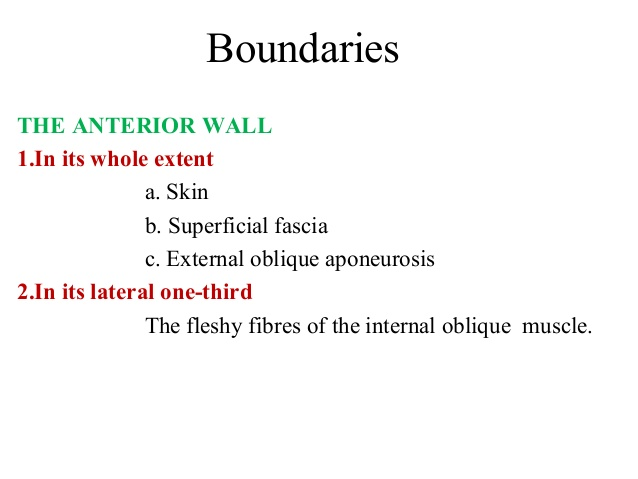 Boundaries
THE ANTERIOR WALL
1.In its whole extent
a. Skin
b. Superficial fascia
c. External oblique aponeurosis
2.In its lateral one-third
The fleshy fibres of the internal oblique  muscle.